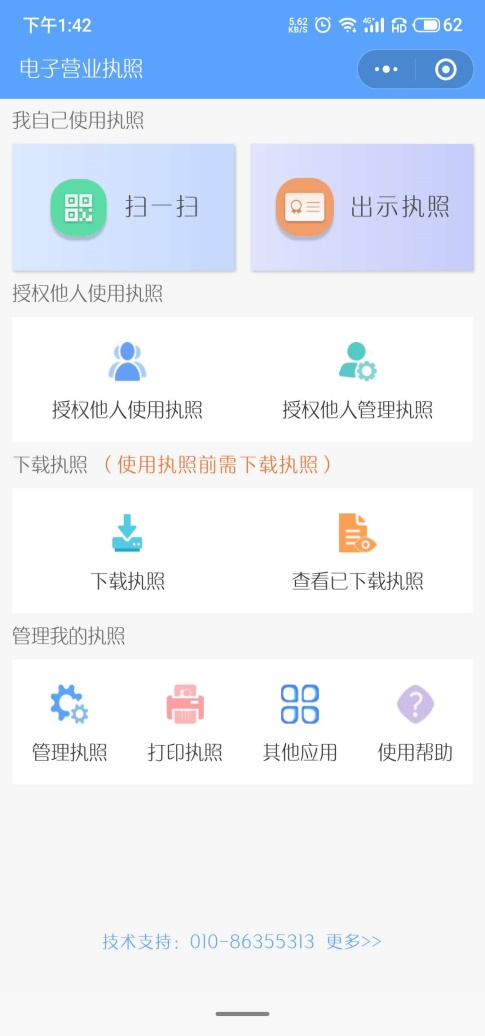 下午1:42
5.62
KB/S
4G
HD
62
电子营业执照
我自己使用执照
扫一扫
出示执照
授权他人使用执照
授权他人使用执照
授权他人管理执照
下载执照（使用执照前需下载执照）
下载执照
查看已下载执照
管理我的执照
管理执照
打印执照
其他应用
使用帮助
技术支持：010-86355313 更多>>